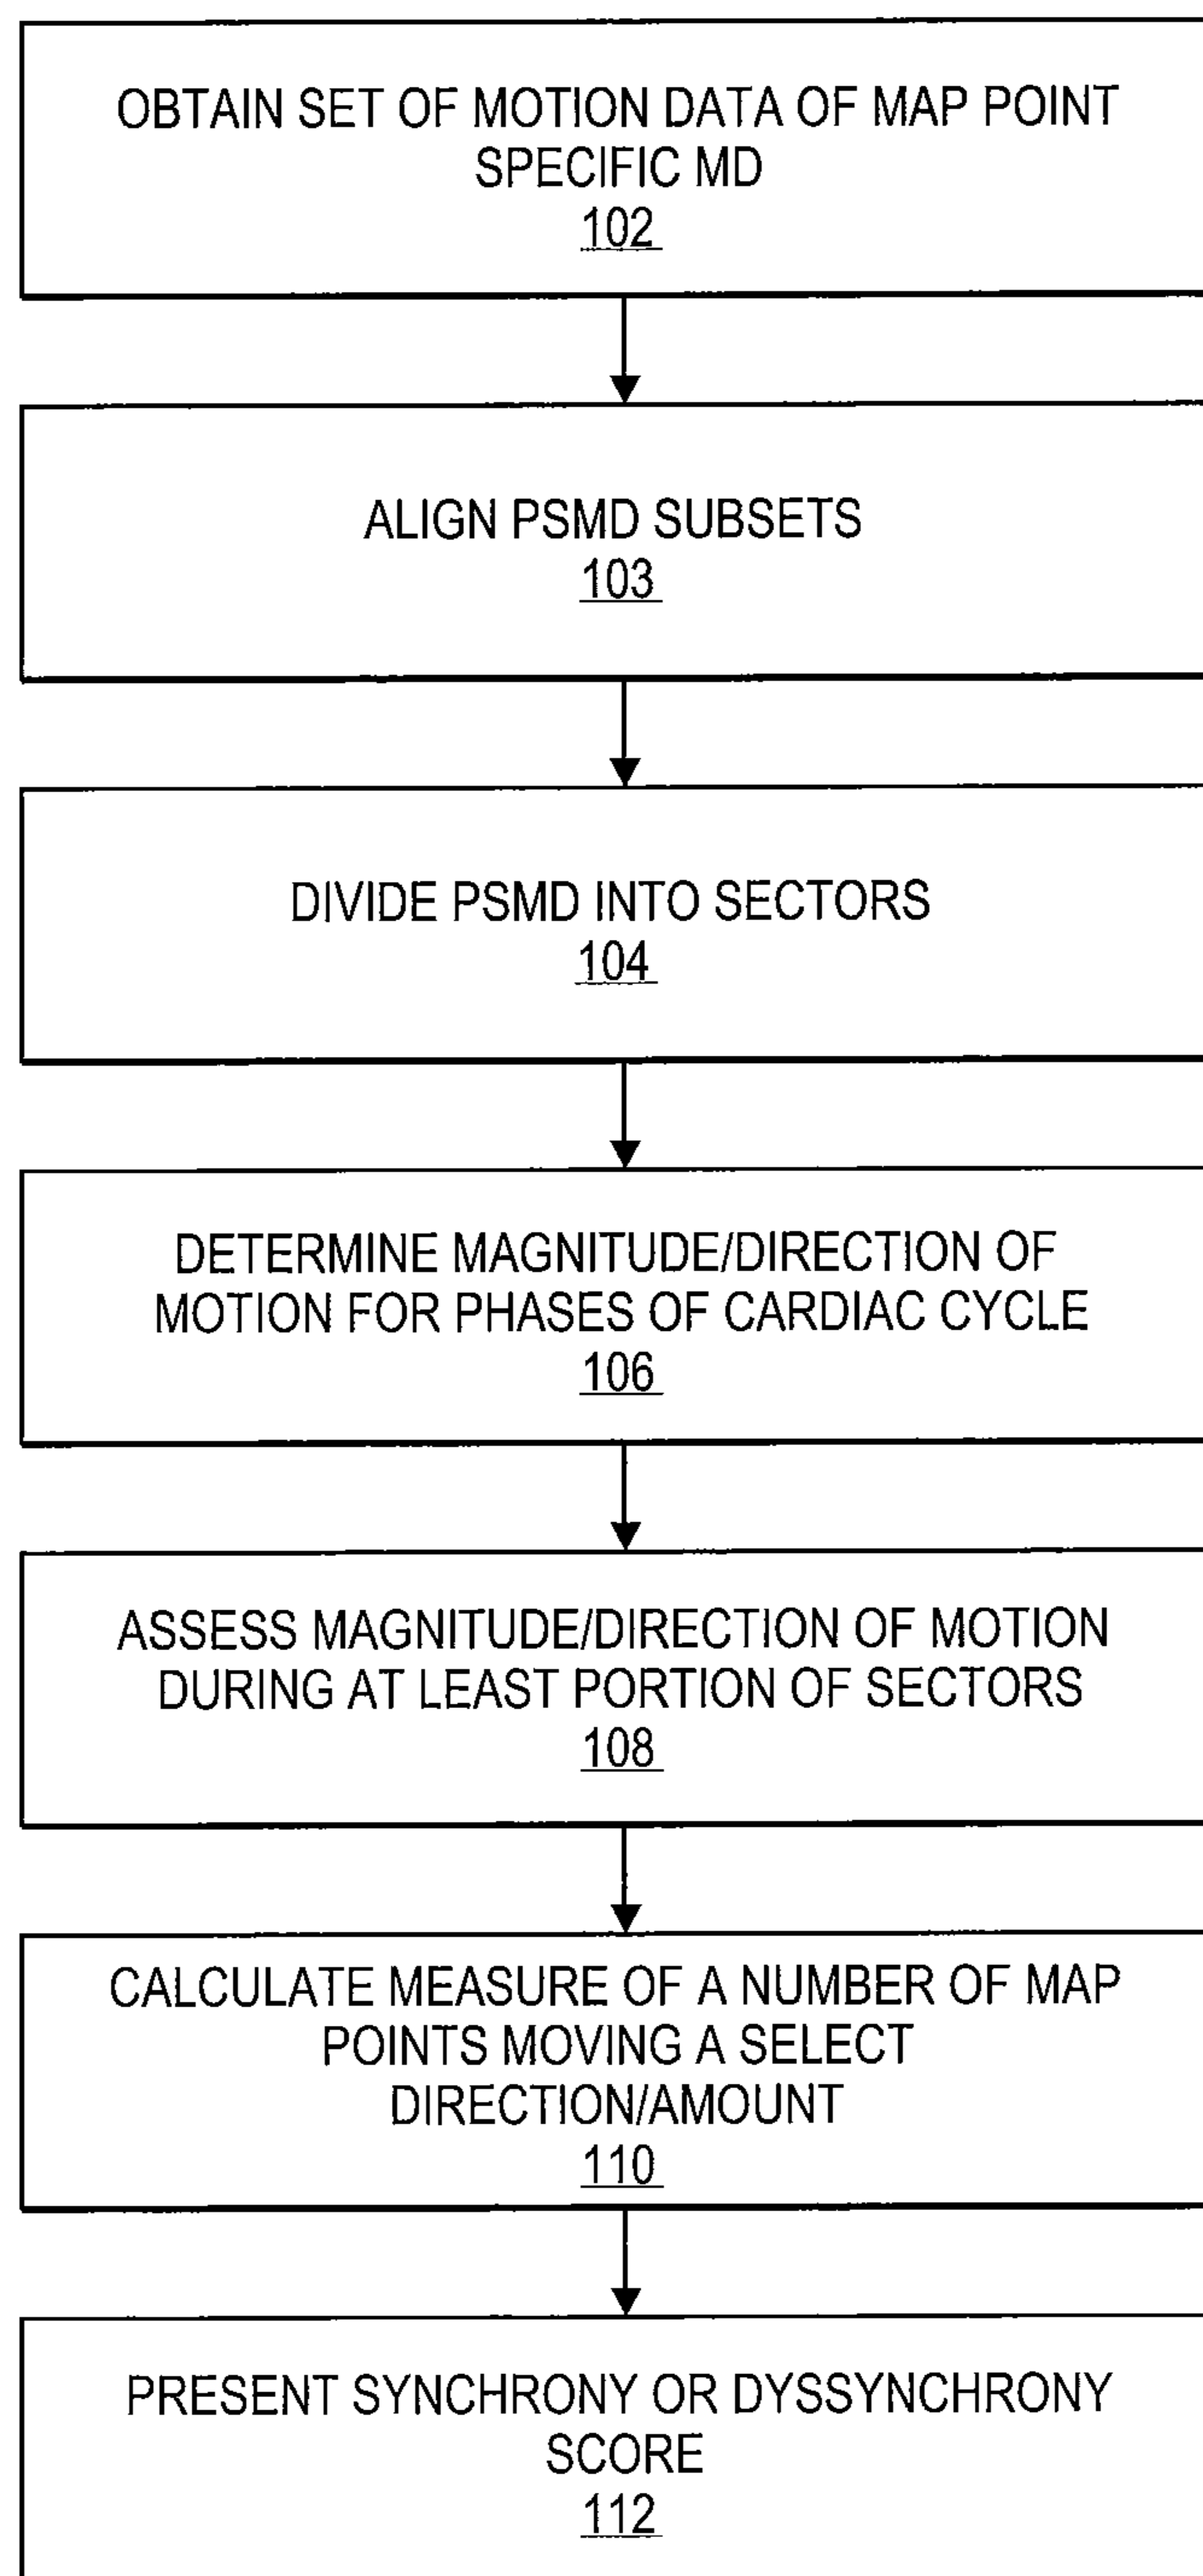 OBTAIN SET OF MOTION DATA OF MAP POINT
SPECIFIC MD
102
ALIGN PSMD SUBSETS
103
DIVIDE PSMD INTO SECTORS
104
DETERMINE MAGNITUDE/DIRECTION OF
MOTION FOR PHASES OF CARDIAC CYCLE
106
ASSESS MAGNITUDE/DIRECTION OF MOTION
DURING AT LEAST PORTION OF SECTORS
108
CALCULATE MEASURE OF A NUMBER OF MAP
POINTS MOVING A SELECT
DIRECTION/AMOUNT
110
PRESENT SYNCHRONY OR DYSSYNCHRONY
SCORE
112